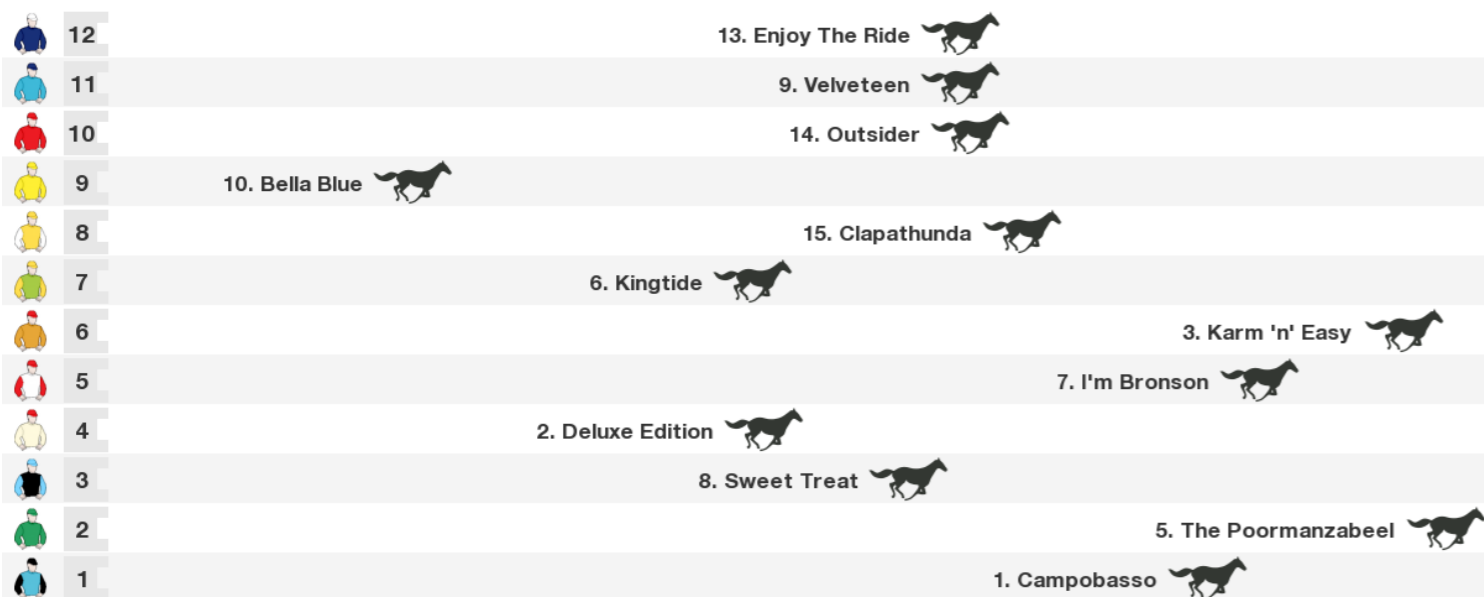 12 13. Enjoy The Ride
11 9. Velveteen
10 14. Outsider
9 10. Bella Blue
8 15. Clapathunda
7 6. Kingtide
6 3. Karm 'n' Easy
5 7. I'm Bronson
4 2. Deluxe Edition
3 8. Sweet Treat
2 5. The Poormanzabeel
1 1. Campobasso